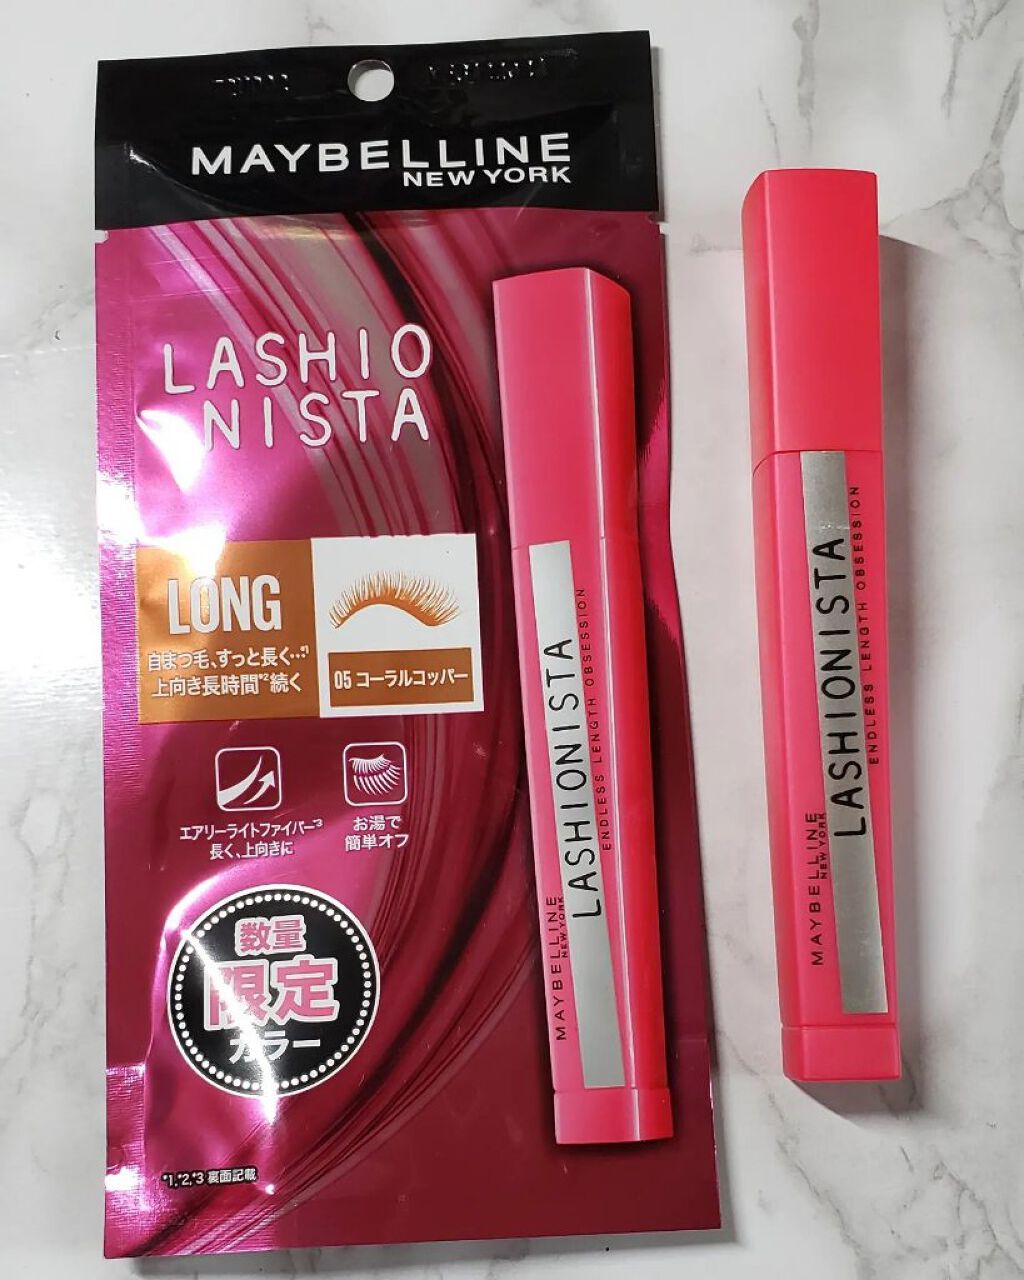 MAYBELLINE
NEW YORK
LASHIO
NISTA
LONG
自まつ毛、すっと長く…*1
上向き長時間*2続く
05 コーラルコッパー
エアリーライトファイバー*3
長く、上向きに
お湯で
簡単オフ
数量
限定
カラー
*1,*2,*3 裏面記載
LASHIONISTA
ENDLESS LENGTH OBSESSION
MAYBELLINE
NEW YORK
LASHIONISTA
ENDLESS LENGTH OBSESSION
MAYBELLINE
NEW YORK